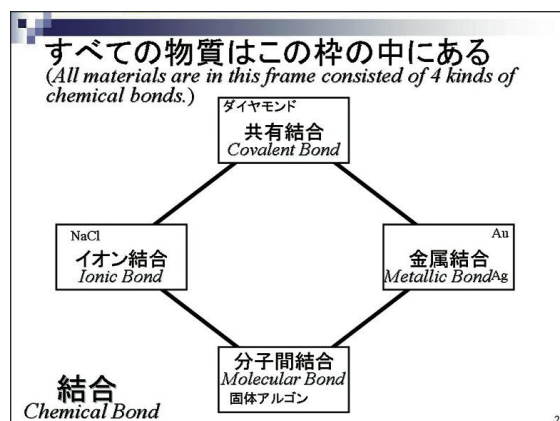 すべての物質はこの枠の中にある
(All materials are in this frame consisted of 4 kinds of
chemical bonds.)
ダイヤモンド
共有結合
Covalent Bond
NaCl
イオン結合
Ionic Bond
Au
金属結合
Metallic Bond Ag
分子間結合
Molecular Bond
固体アルゴン
結合
Chemical Bond
2